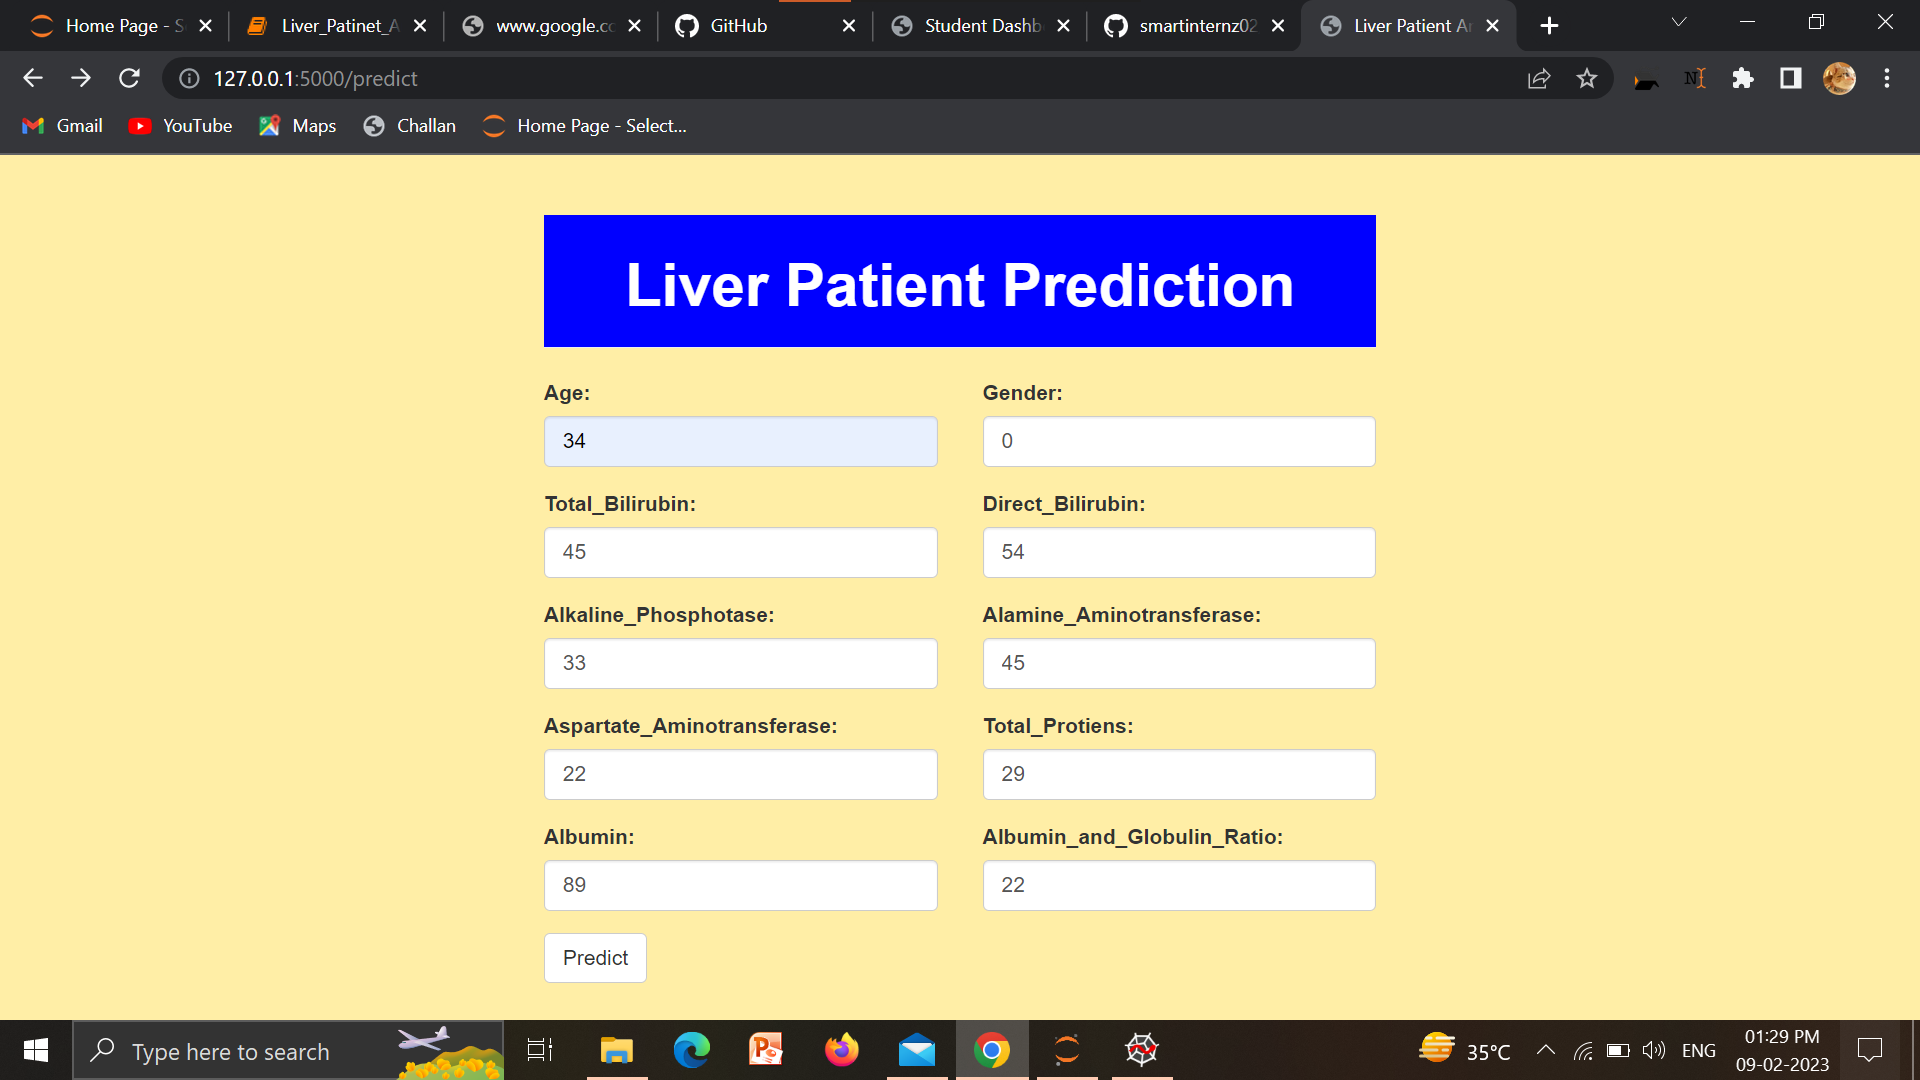 Home Page - S
Liver_Patinet_A
www.google.co
GitHub
Student Dashb
smartinternz02
Liver Patient An
127.0.0.1:5000/predict
Gmail
YouTube
Maps
Challan
Home Page - Select...
Liver Patient Prediction
Age:
Gender:
34
0
Total_Bilirubin:
Direct_Bilirubin:
45
54
Alkaline_Phosphotase:
Alamine_Aminotransferase:
33
45
Aspartate_Aminotransferase:
Total_Protiens:
22
29
Albumin:
Albumin_and_Globulin_Ratio:
89
22
Predict
Type here to search
35°C
ENG
01:29 PM
09-02-2023